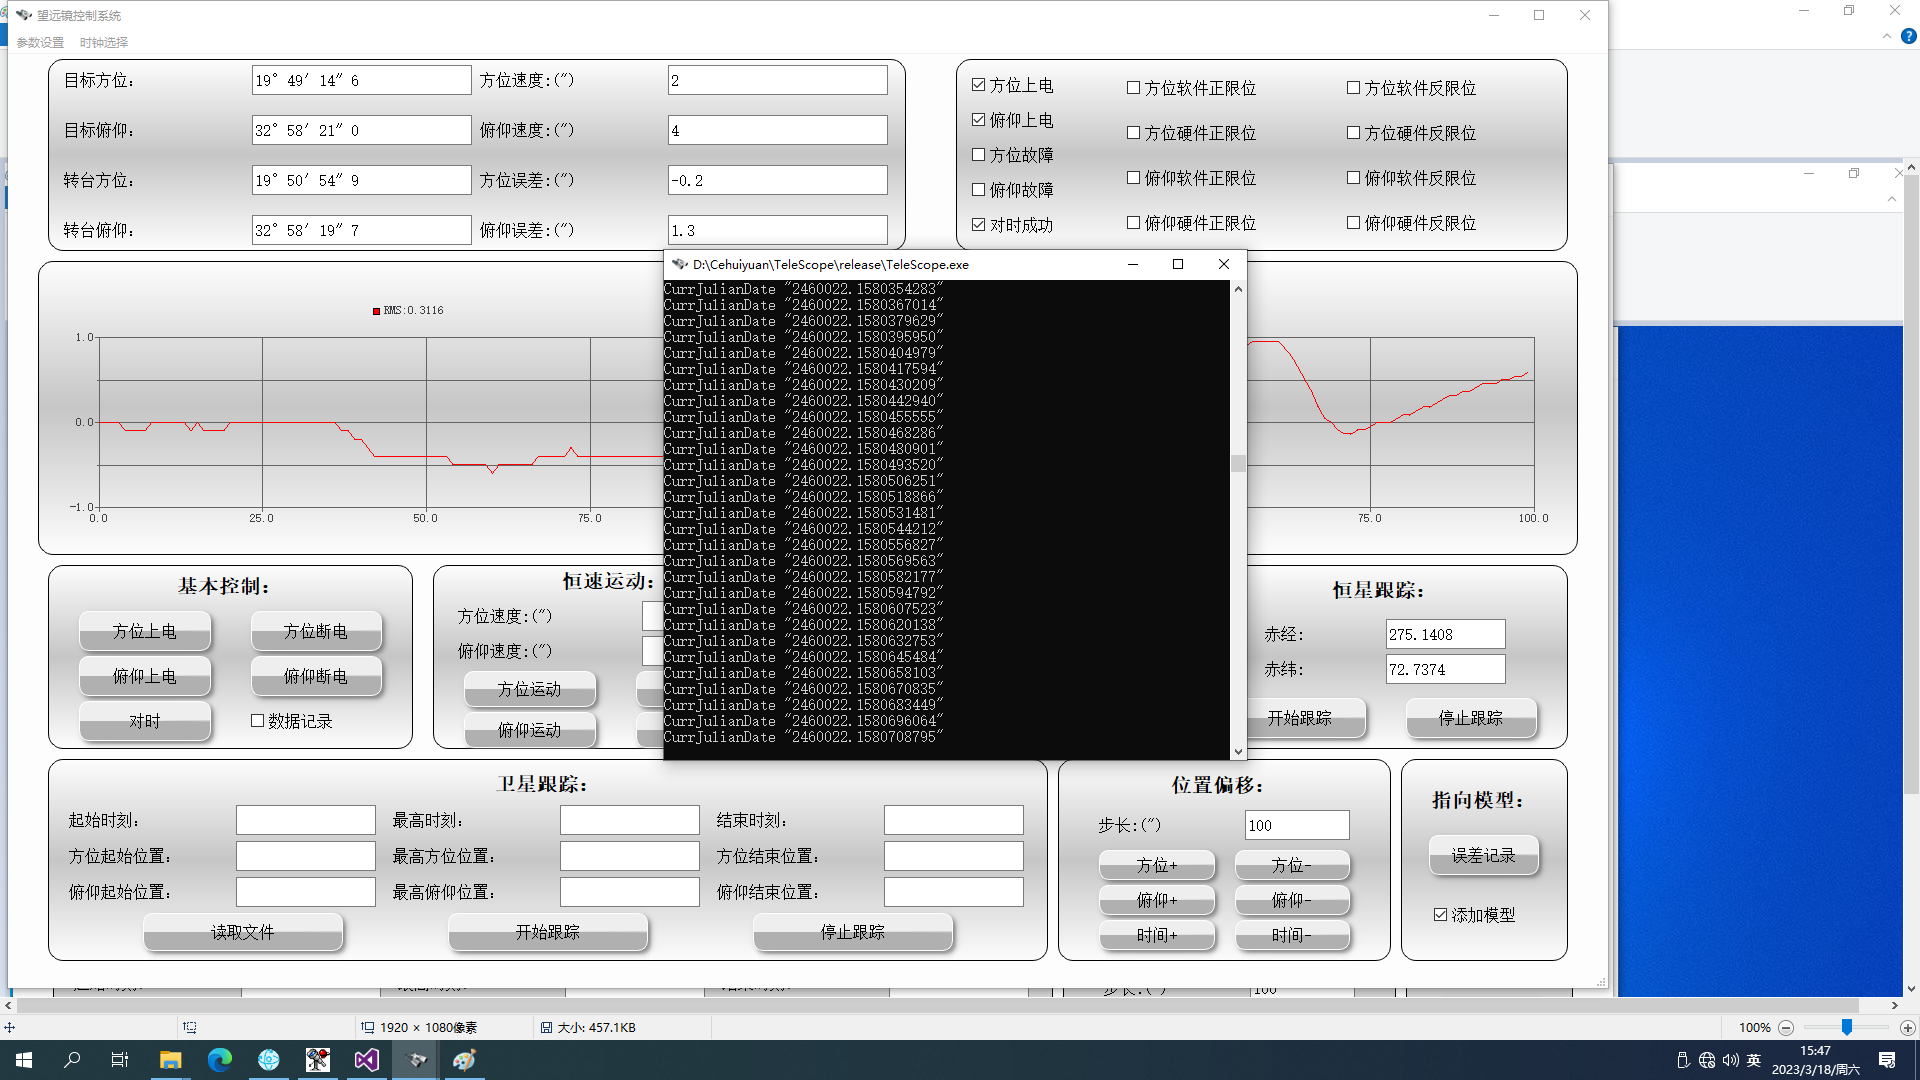 望远镜控制系统
参数设置 时钟选择
目标方位: 19° 49′ 14″ 6 方位速度:(″) 2
目标俯仰: 32° 58′ 21″ 0 俯仰速度:(″) 4
转台方位: 19° 50′ 54″ 9 方位误差:(″) -0.2
转台俯仰: 32° 58′ 19″ 7 俯仰误差:(″) 1.3
方位上电 方位软件正限位 方位软件反限位
俯仰上电 方位硬件正限位 方位硬件反限位
方位故障
俯仰故障 俯仰软件正限位 俯仰软件反限位
对时成功 俯仰硬件正限位 俯仰硬件反限位
D:\Cehuiyuan\TeleScope\release\TeleScope.exe
CurrJulianDate "2460022.1580354283"
CurrJulianDate "2460022.1580367014"
CurrJulianDate "2460022.1580379629"
CurrJulianDate "2460022.1580395950"
CurrJulianDate "2460022.1580404979"
CurrJulianDate "2460022.1580417594"
CurrJulianDate "2460022.1580430209"
CurrJulianDate "2460022.1580442940"
CurrJulianDate "2460022.1580455555"
CurrJulianDate "2460022.1580468286"
CurrJulianDate "2460022.1580480901"
CurrJulianDate "2460022.1580493520"
CurrJulianDate "2460022.1580506251"
CurrJulianDate "2460022.1580518866"
CurrJulianDate "2460022.1580531481"
CurrJulianDate "2460022.1580544212"
CurrJulianDate "2460022.1580556827"
CurrJulianDate "2460022.1580569563"
CurrJulianDate "2460022.1580582177"
CurrJulianDate "2460022.1580594792"
CurrJulianDate "2460022.1580607523"
CurrJulianDate "2460022.1580620138"
CurrJulianDate "2460022.1580632753"
CurrJulianDate "2460022.1580645484"
CurrJulianDate "2460022.1580658103"
CurrJulianDate "2460022.1580670835"
CurrJulianDate "2460022.1580683449"
CurrJulianDate "2460022.1580696064"
CurrJulianDate "2460022.1580708795"
RMS:0.3116
1.0
0.0
-1.0
0.0 25.0 50.0 75.0 75.0 100.0
基本控制:
方位上电 方位断电
俯仰上电 俯仰断电
对时 数据记录
恒速运动:
方位速度:(″)
俯仰速度:(″)
方位运动
俯仰运动
恒星跟踪:
赤经: 275.1408
赤纬: 72.7374
开始跟踪 停止跟踪
卫星跟踪:
起始时刻: 最高时刻: 结束时刻:
方位起始位置: 最高方位位置: 方位结束位置:
俯仰起始位置: 最高俯仰位置: 俯仰结束位置:
读取文件 开始跟踪 停止跟踪
位置偏移:
步长:(″) 100
方位+ 方位-
俯仰+ 俯仰-
时间+ 时间-
指向模型:
误差记录
添加模型
步长:(″) 100
1920 × 1080像素 大小: 457.1KB 100%
英 15:47
2023/3/18/周六